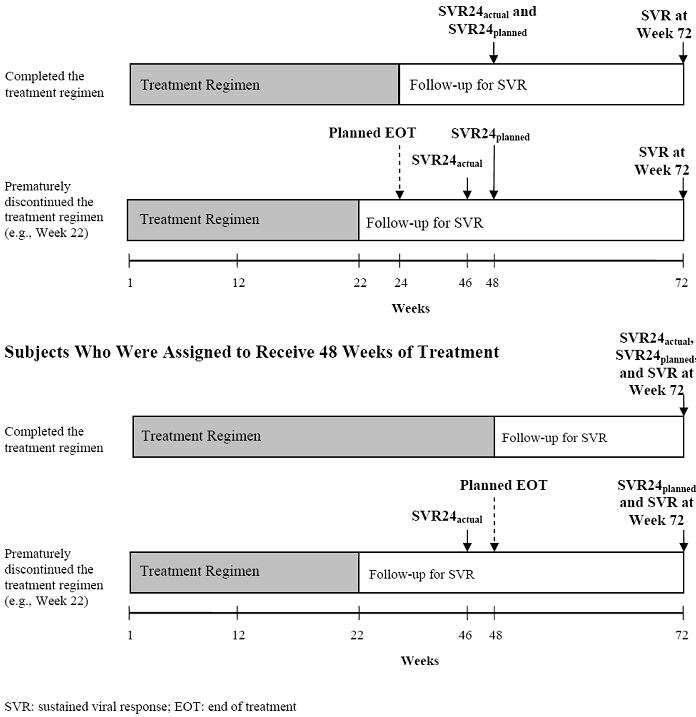 SVR24actual and
SVR24planned
SVR at
Week 72
Completed the
treatment regimen
Treatment Regimen
Follow-up for SVR
Planned EOT
SVR24planned
SVR24actual
SVR at
Week 72
Prematurely
discontinued the
treatment regimen
(e.g., Week 22)
Treatment Regimen
Follow-up for SVR
1 12 22 24 46 48 72
Weeks
Subjects Who Were Assigned to Receive 48 Weeks of Treatment
SVR24actual,
SVR24planned,
and SVR at
Week 72
Completed the
treatment regimen
Treatment Regimen
Follow-up for SVR
Planned EOT
SVR24actual
SVR24planned
and SVR at
Week 72
Prematurely
discontinued the
treatment regimen
(e.g., Week 22)
Treatment Regimen
Follow-up for SVR
1 12 22 46 48 72
Weeks
SVR: sustained viral response; EOT: end of treatment